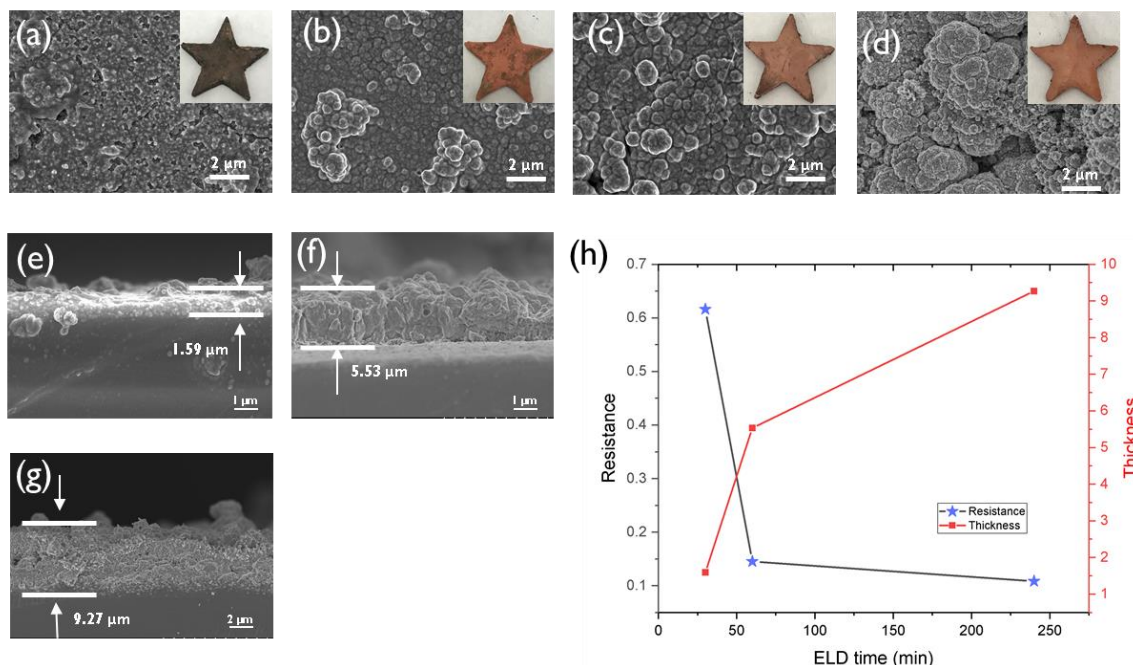 (a)
2 μm
(b)
2 μm
(c)
2 μm
(d)
2 μm
(e)
1.59 μm
1 μm
(f)
5.53 μm
1 μm
(g)
9.27 μm
2 μm
(h)
0.7
0.6
0.5
0.4
0.3
0.2
0.1
Resistance
10
9
8
7
6
5
4
3
2
1
Thickness
Resistance
Thickness
0
50
100
150
200
250
ELD time (min)